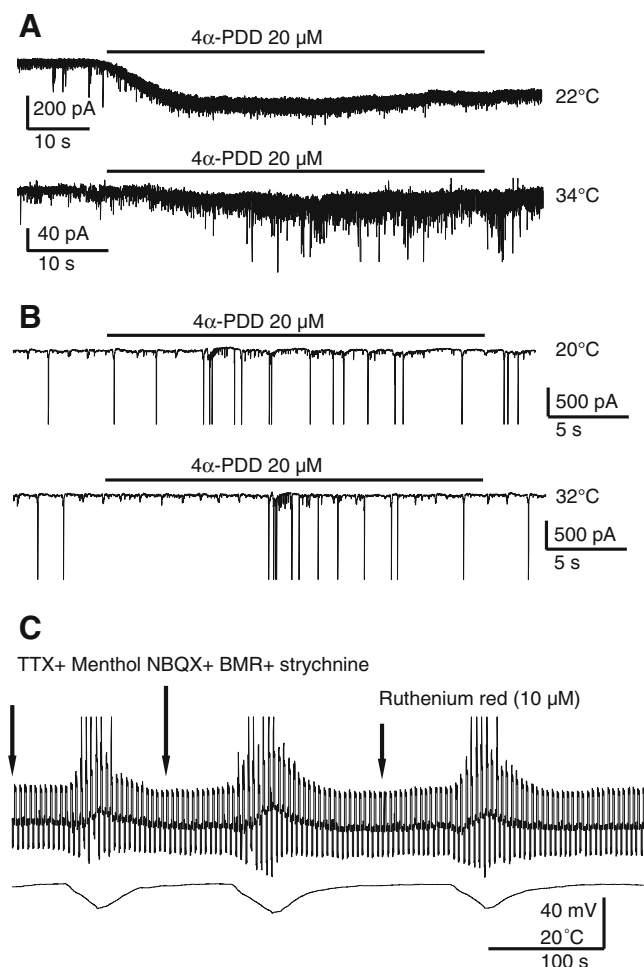 A
4α-PDD 20 µM
22°C
200 pA
10 s
4α-PDD 20 µM
34°C
40 pA
10 s
B
4α-PDD 20 µM
20°C
500 pA
5 s
4α-PDD 20 µM
32°C
500 pA
5 s
C
TTX+ Menthol NBQX+ BMR+ strychnine
Ruthenium red (10 µM)
40 mV
20°C
100 s